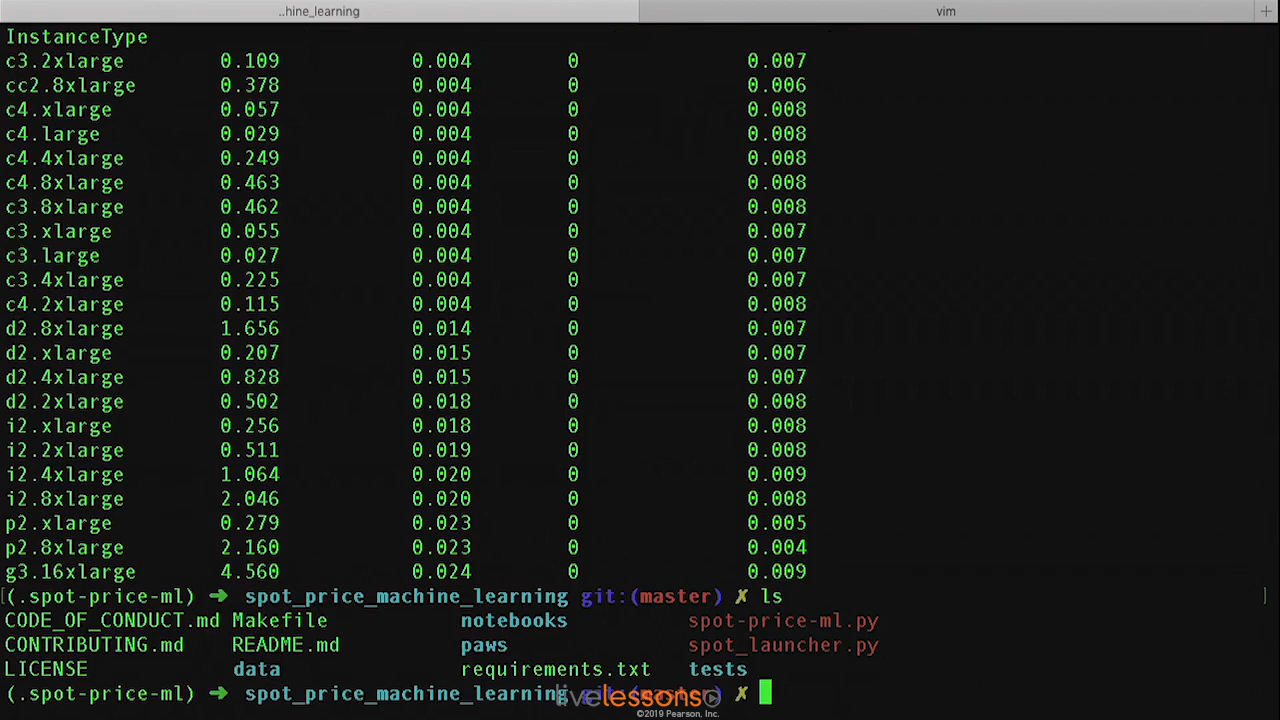 ..hine_learning vim +
InstanceType
c3.2xlarge 0.109 0.004 0 0.007
cc2.8xlarge 0.378 0.004 0 0.006
c4.xlarge 0.057 0.004 0 0.008
c4.large 0.029 0.004 0 0.008
c4.4xlarge 0.249 0.004 0 0.008
c4.8xlarge 0.463 0.004 0 0.008
c3.8xlarge 0.462 0.004 0 0.008
c3.xlarge 0.055 0.004 0 0.007
c3.large 0.027 0.004 0 0.007
c3.4xlarge 0.225 0.004 0 0.007
c4.2xlarge 0.115 0.004 0 0.008
d2.8xlarge 1.656 0.014 0 0.007
d2.xlarge 0.207 0.015 0 0.007
d2.4xlarge 0.828 0.015 0 0.007
d2.2xlarge 0.502 0.018 0 0.008
i2.xlarge 0.256 0.018 0 0.008
i2.2xlarge 0.511 0.019 0 0.008
i2.4xlarge 1.064 0.020 0 0.009
i2.8xlarge 2.046 0.020 0 0.008
p2.xlarge 0.279 0.023 0 0.005
p2.8xlarge 2.160 0.023 0 0.004
g3.16xlarge 4.560 0.024 0 0.009
[(.spot-price-ml) ➔ spot_price_machine_learning git:(master) ✗ ls ]
CODE_OF_CONDUCT.md Makefile notebooks spot-price-ml.py
CONTRIBUTING.md README.md paws spot_launcher.py
LICENSE data requirements.txt tests
(.spot-price-ml) ➔ spot_price_machine_learning git:(master) ✗
livelessons
©2019 Pearson, Inc.